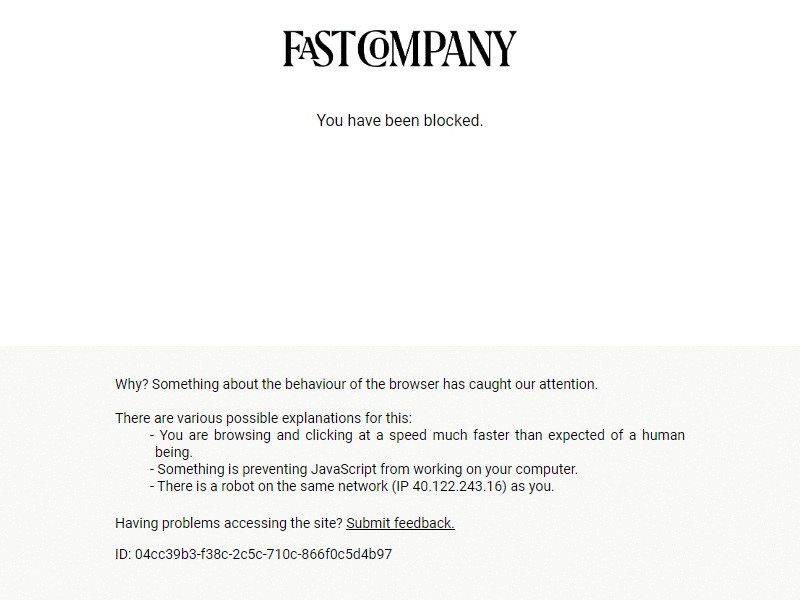 FAST COMPANY
You have been blocked.
Why? Something about the behaviour of the browser has caught our attention.
There are various possible explanations for this:
- You are browsing and clicking at a speed much faster than expected of a human
being.
- Something is preventing JavaScript from working on your computer.
- There is a robot on the same network (IP 40.122.243.16) as you.
Having problems accessing the site? Submit feedback.
ID: 04cc39b3-f38c-2c5c-710c-866f0c5d4b97